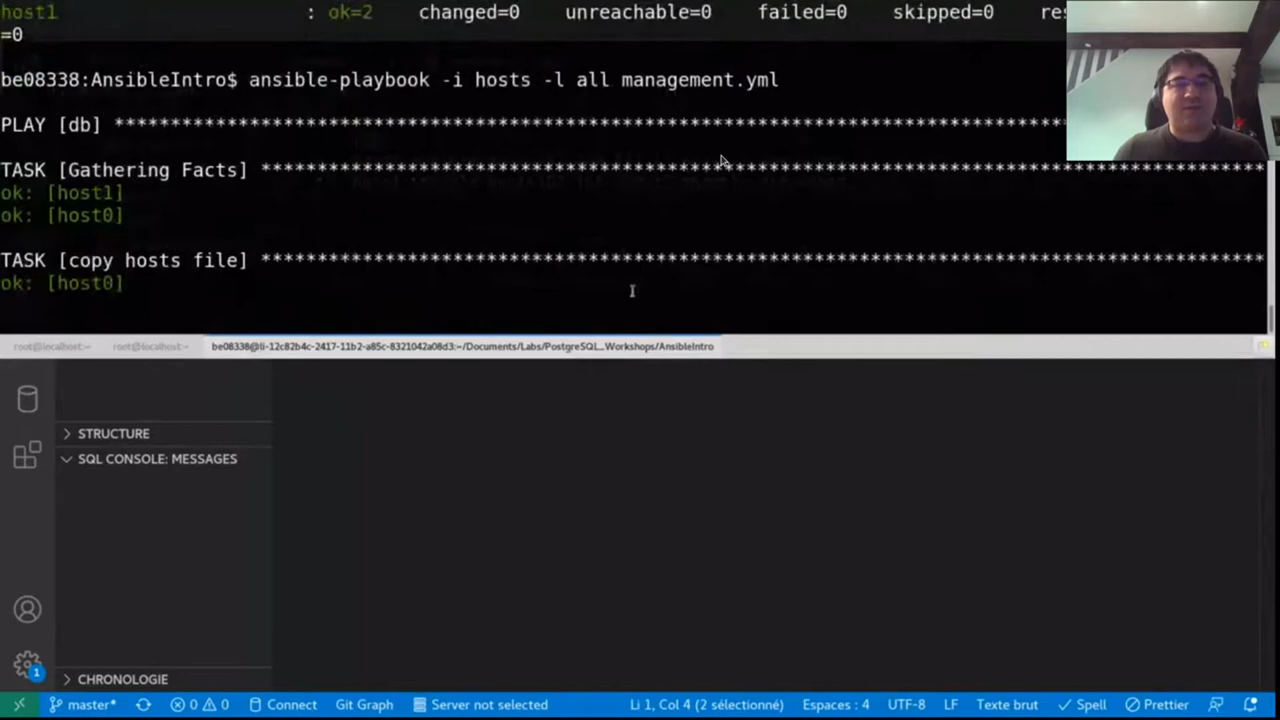 host1 : ok=2 changed=0 unreachable=0 failed=0 skipped=0
=0
be08338:AnsibleIntro$ ansible-playbook -i hosts -l all management.yml
PLAY [db] ************************************************************************************
TASK [Gathering Facts] *****************************************************************************************
ok: [host1]
ok: [host0]
TASK [copy hosts file] *****************************************************************************************
ok: [host0]
root@localhost:~ root@localhost:~ be08338@li-12c82b4c-2417-11b2-a85c-8321042a08d3:~/Documents/Labs/PostgreSQL_Workshops/AnsibleIntro
STRUCTURE
SQL CONSOLE: MESSAGES
1
CHRONOLOGIE
master* 0 0 Connect Git Graph Server not selected Li 1, Col 4 (2 sélectionné) Espaces : 4 UTF-8 LF Texte brut Spell Prettier